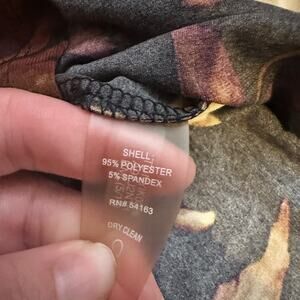 SHELL:
95% POLYESTER
5% SPANDEX
RN# 54163
DRY CLEAN